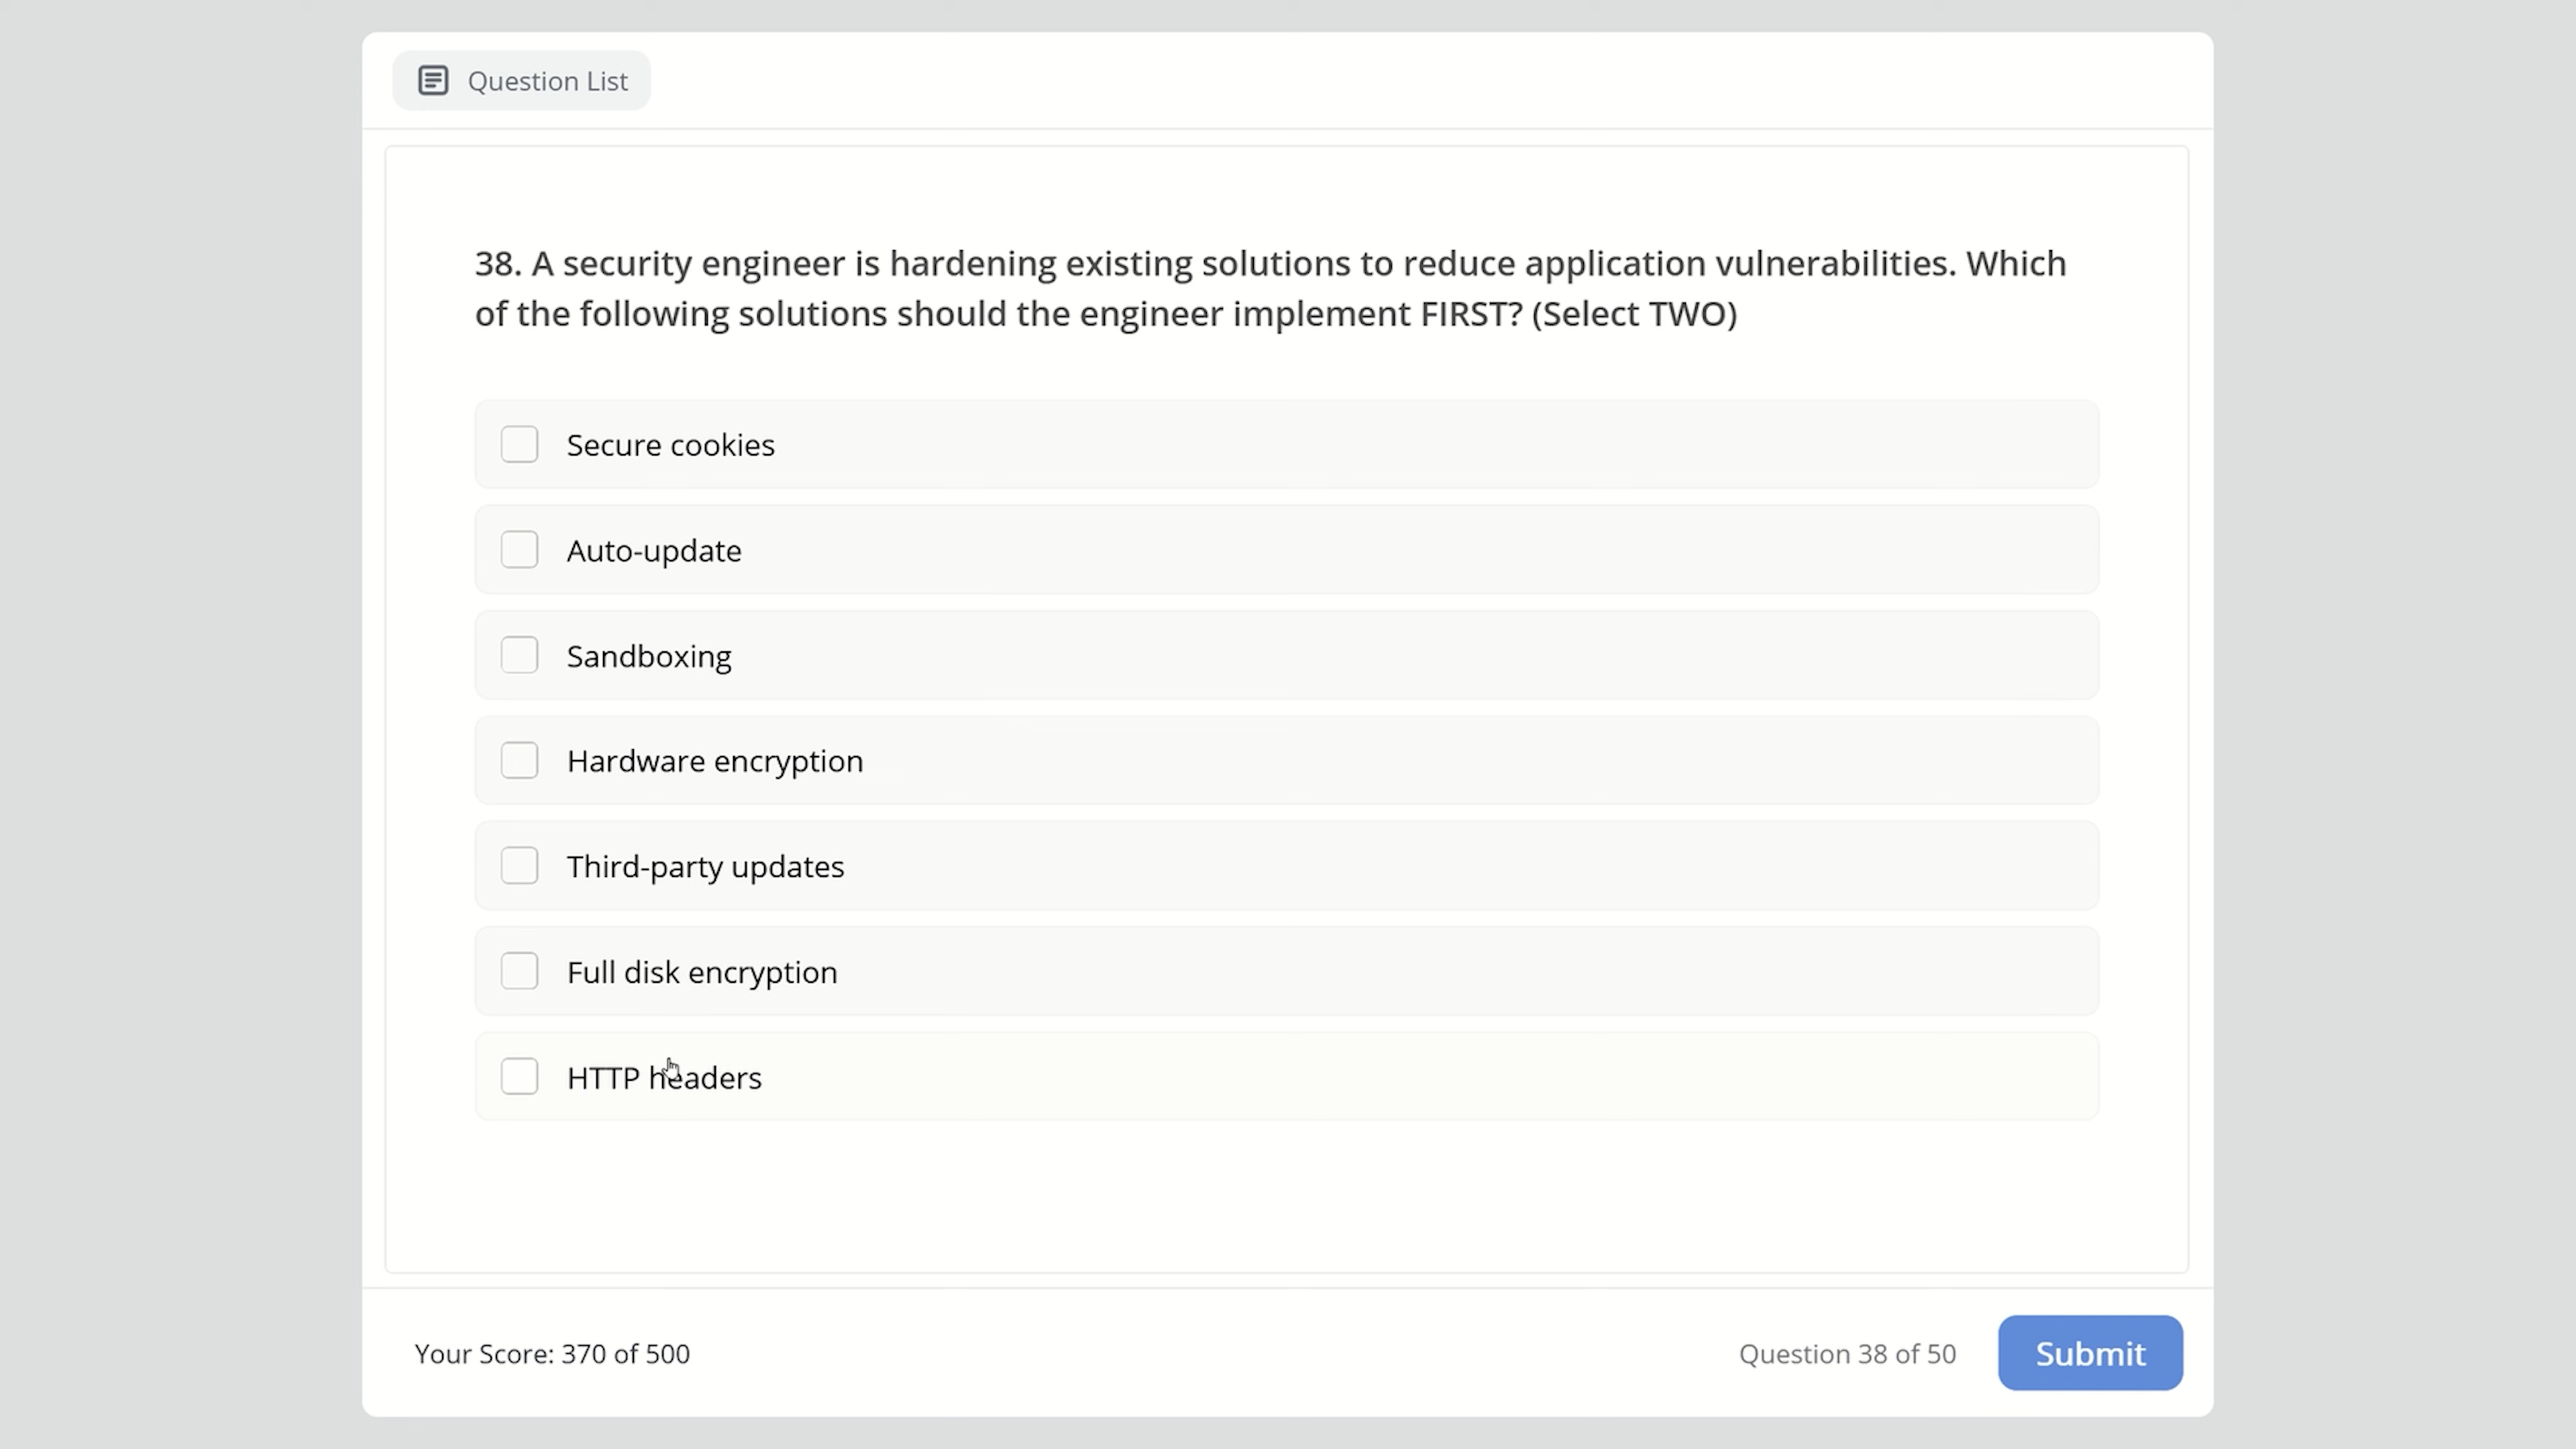 Question List
38. A security engineer is hardening existing solutions to reduce application vulnerabilities. Which
of the following solutions should the engineer implement FIRST? (Select TWO)
Secure cookies
Auto-update
Sandboxing
Hardware encryption
Third-party updates
Full disk encryption
HTTP headers
Your Score: 370 of 500
Question 38 of 50
Submit